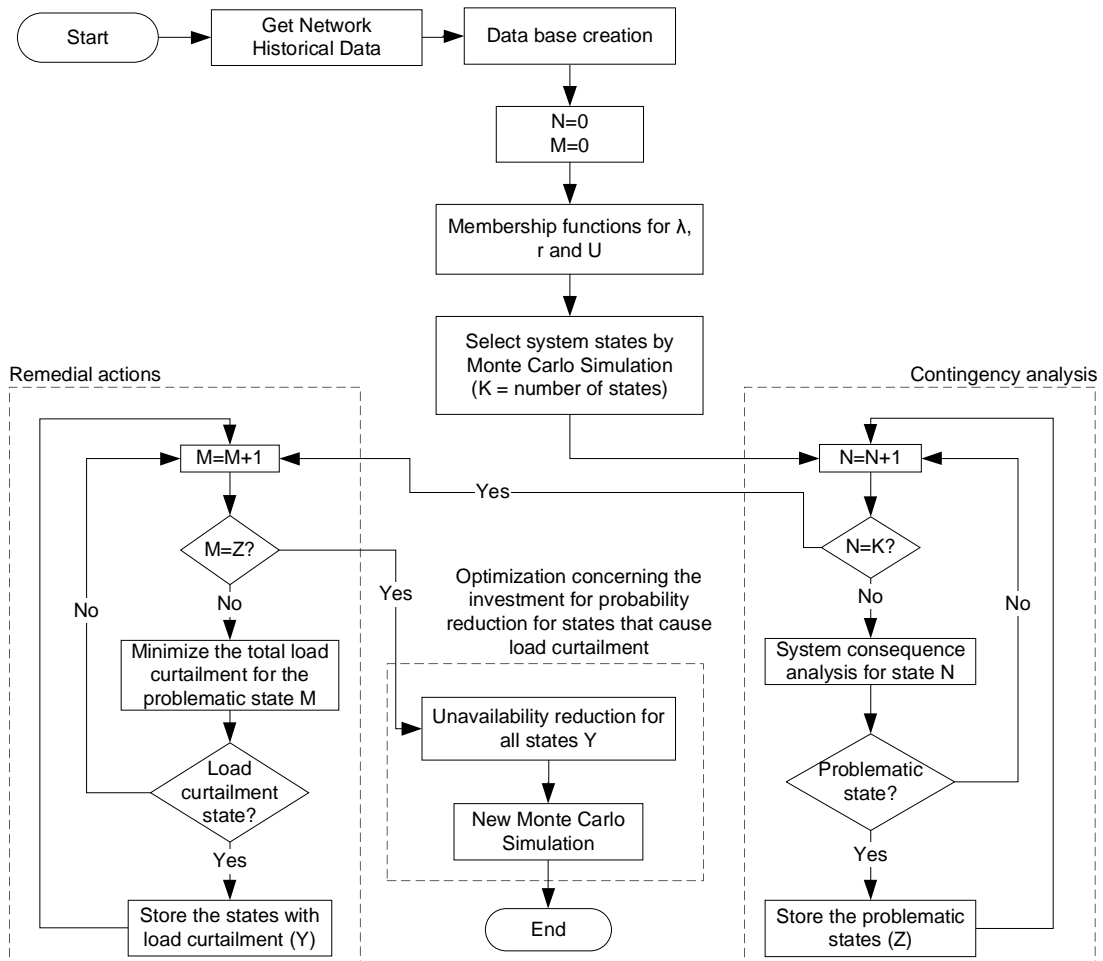 Start
Get Network
Historical Data
Data base creation
N=0
M=0
Membership functions for λ,
r and U
Select system states by
Monte Carlo Simulation
(K = number of states)
Remedial actions
M=M+1
M=Z?
No
Yes
No
Minimize the total load
curtailment for the
problematic state M
Load
curtailment
state?
Yes
Store the states with
load curtailment (Y)
Optimization concerning the
investment for probability
reduction for states that cause
load curtailment
Unavailability reduction for
all states Y
New Monte Carlo
Simulation
End
Contingency analysis
N=N+1
Yes
N=K?
No
No
System consequence
analysis for state N
Problematic
state?
Yes
Store the problematic
states (Z)